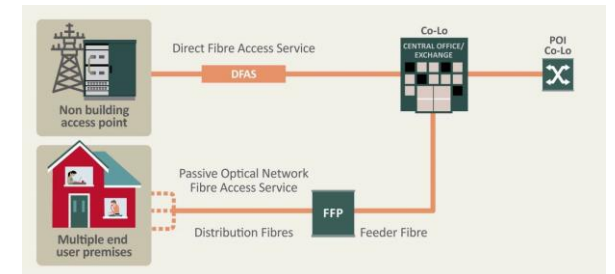 Co-Lo
POI
Co-Lo
Direct Fibre Access Service
CENTRAL OFFICE/
EXCHANGE
DFAS
Non building
access point
Passive Optical Network
Fibre Access Service
FFP
Distribution Fibres
Feeder Fibre
Multiple end
user premises